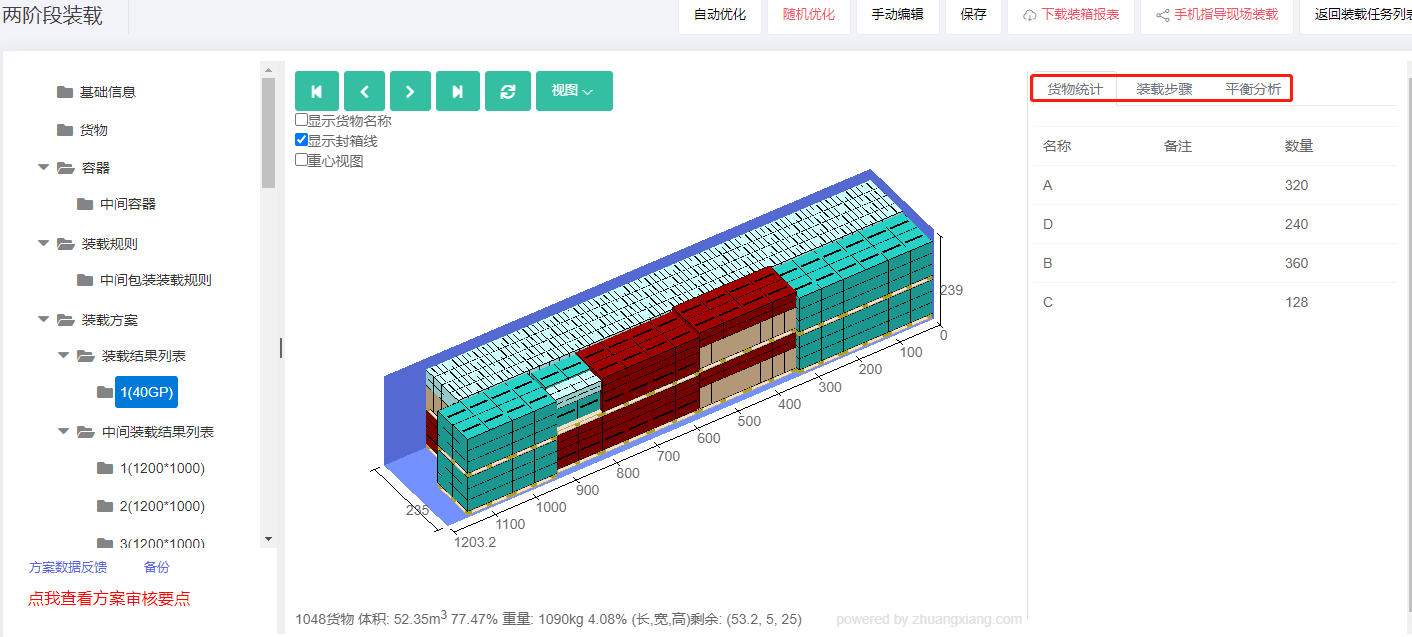 两阶段装载
自动优化 随机优化 手动编辑 保存 下载装箱报表 手机指导现场装载 返回装载任务列表
基础信息
货物
容器
中间容器
装载规则
中间包装装载规则
装载方案
装载结果列表
1(40GP)
中间装载结果列表
1(1200*1000)
2(1200*1000)
3(1200*1000)
方案数据反馈 备份
点我查看方案审核要点
视图
显示货物名称
显示封箱线
重心视图
239
0
100
200
300
400
500
600
700
800
900
1000
1100
1203.2
235
1048货物 体积: 52.35m3 77.47% 重量: 1090kg 4.08% (长,宽,高)剩余: (53.2, 5, 25)
powered by zhuangxiang.com
货物统计 装载步骤 平衡分析
名称 备注 数量
A 320
D 240
B 360
C 128